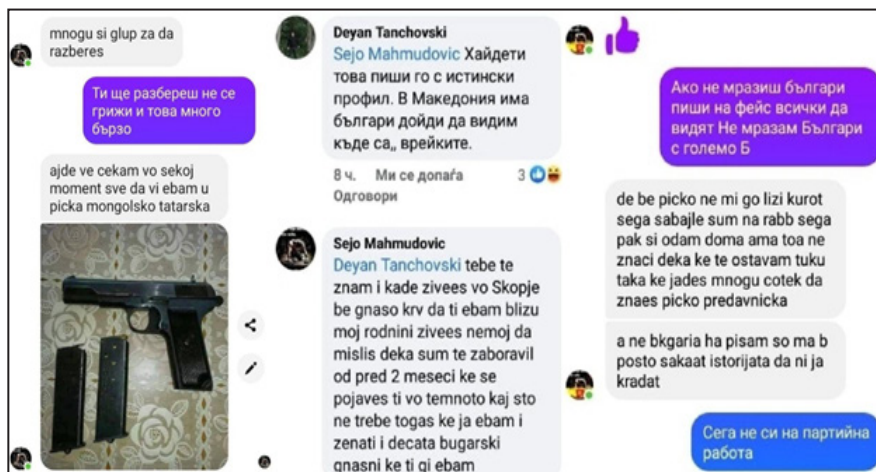 mnogu si glup za da
razberes
Ти ще разбереш не се
грижи и това много
бързо
ajde ve cekam vo sekoj
moment sve da vi ebam u
picka mongolsko tatarska
Deyan Tanchovski
Sejo Mahmudovic Хайдети
това пиши го с истински
профил. В Македония има
българи дойди да видим
къде са,, врейките.
8 ч. Ми се допаѓа 3
Одговори
Sejo Mahmudovic
Deyan Tanchovski tebe te
znam i kade zivees vo Skopje
be gnaso krv da ti ebam blizu
moj rodnini zivees nemoj da
mislis deka sum te zaboravil
od pred 2 meseci ke se
pojaves ti vo temnoto kaj sto
ne trebe togas ke ja ebam i
zenati i decata bugarski
gnasni ke ti gi ebam
Ако не мразиш българи
пиши на фейс всички да
видят Не мразам Българи
с големо Б
de be picko ne mi go lizi kurot
sega sabajle sum na rabb sega
pak si odam doma ama toa ne
znaci deka ke te ostavam tuku
taka ke jades mnogu cotek da
znaes picko predavnicka
a ne bkgaria ha pisam so ma b
posto sakaat istorijata da ni ja
kradat
Сега не си на партийна
работа